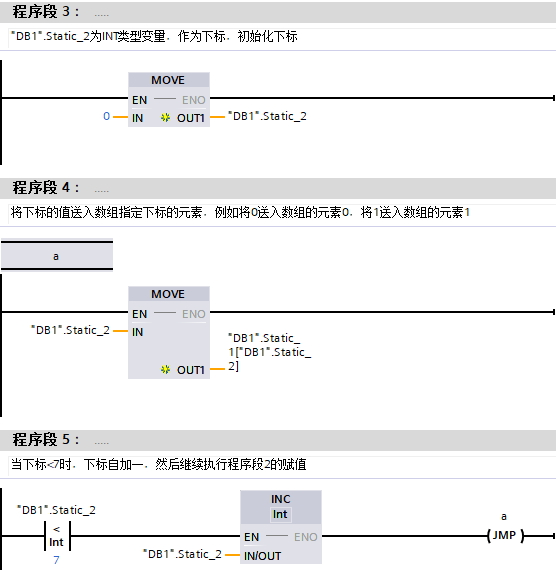 程序段 3： .....
"DB1".Static_2为INT类型变量，作为下标，初始化下标
MOVE
EN ENO
0 IN OUT1 "DB1".Static_2
程序段 4： .....
将下标的值送入数组指定下标的元素，例如将0送入数组的元素0，将1送入数组的元素1
a
MOVE
EN ENO
"DB1".Static_2 IN
"DB1".Static_
1["DB1".Static_
OUT1 2]
程序段 5： .....
当下标<7时，下标自加一，然后继续执行程序段2的赋值
INC
"DB1".Static_2 Int a
<
Int EN ENO JMP
7 "DB1".Static_2 IN/OUT